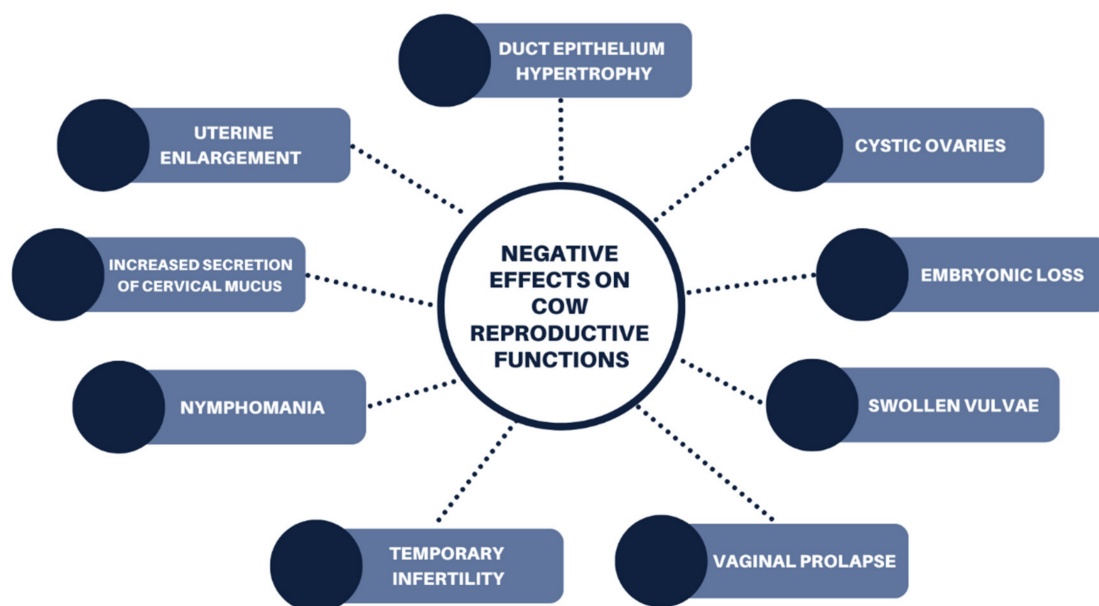 DUCT EPITHELIUM
HYPERTROPHY
UTERINE
ENLARGEMENT
CYSTIC OVARIES
INCREASED SECRETION
OF CERVICAL MUCUS
NEGATIVE
EFFECTS ON
COW
REPRODUCTIVE
FUNCTIONS
EMBRYONIC LOSS
NYMPHOMANIA
SWOLLEN VULVAE
TEMPORARY
INFERTILITY
VAGINAL PROLAPSE